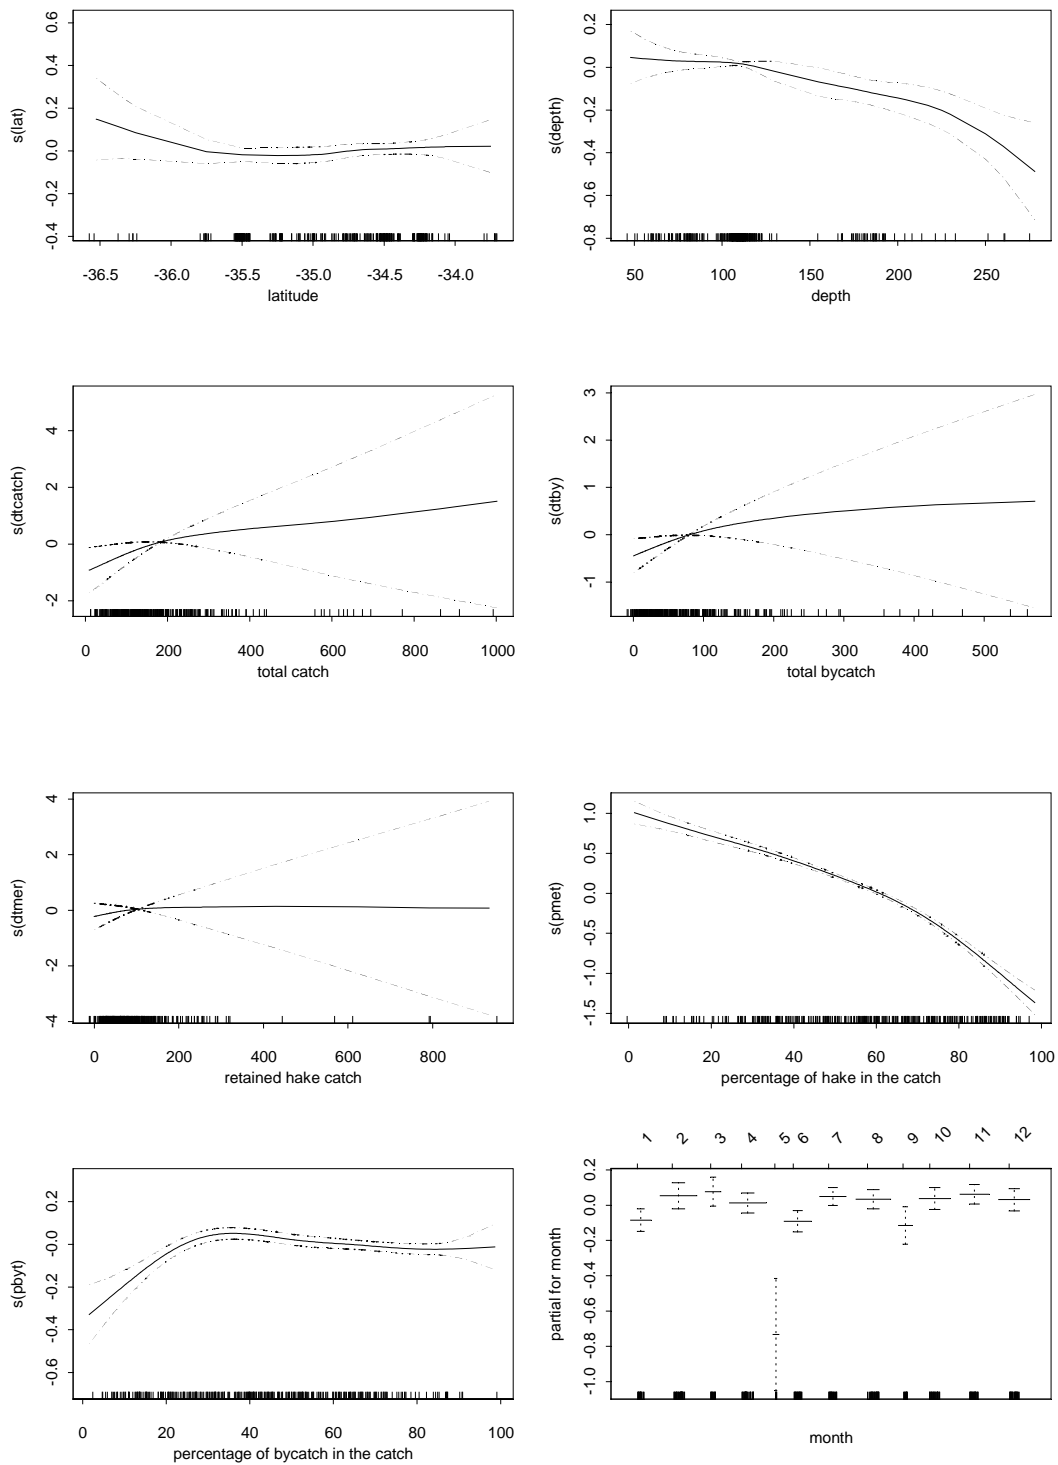 s(lat)
0.6
0.4
0.2
0.0
-0.4
-36.5 -36.0 -35.5 -35.0 -34.5 -34.0
latitude
s(depth)
0.2
0.0
-0.2
-0.4
-0.8
50 100 150 200 250
depth
s(dtcatch)
4
2
0
-2
0 200 400 600 800 1000
total catch
s(dtby)
3
2
1
0
-1
0 100 200 300 400 500
total bycatch
s(dtmer)
4
2
0
-2
-4
0 200 400 600 800
retained hake catch
s(pmet)
1.0
0.5
0.0
-0.5
-1.0
-1.5
0 20 40 60 80 100
percentage of hake in the catch
s(pbyt)
0.2
-0.0
-0.2
-0.4
-0.6
0 20 40 60 80 100
percentage of bycatch in the catch
1 2 3 4 5 6 7 8 9 10 11 12
partial for month
0.2
0.0
-0.2
-0.4
-0.6
-0.8
-1.0
month